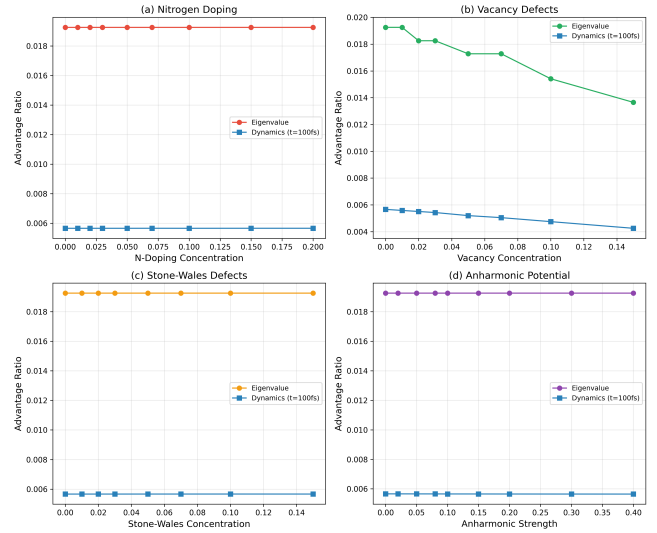 (a) Nitrogen Doping
Advantage Ratio
0.018
0.016
0.014
0.012
0.010
0.008
0.006
Eigenvalue
Dynamics (t=100fs)
0.000 0.025 0.050 0.075 0.100 0.125 0.150 0.175 0.200
N-Doping Concentration
(b) Vacancy Defects
Advantage Ratio
0.020
0.018
0.016
0.014
0.012
0.010
0.008
0.006
0.004
Eigenvalue
Dynamics (t=100fs)
0.00 0.02 0.04 0.06 0.08 0.10 0.12 0.14
Vacancy Concentration
(c) Stone-Wales Defects
Advantage Ratio
0.018
0.016
0.014
0.012
0.010
0.008
0.006
Eigenvalue
Dynamics (t=100fs)
0.00 0.02 0.04 0.06 0.08 0.10 0.12 0.14
Stone-Wales Concentration
(d) Anharmonic Potential
Advantage Ratio
0.018
0.016
0.014
0.012
0.010
0.008
0.006
Eigenvalue
Dynamics (t=100fs)
0.00 0.05 0.10 0.15 0.20 0.25 0.30 0.35 0.40
Anharmonic Strength